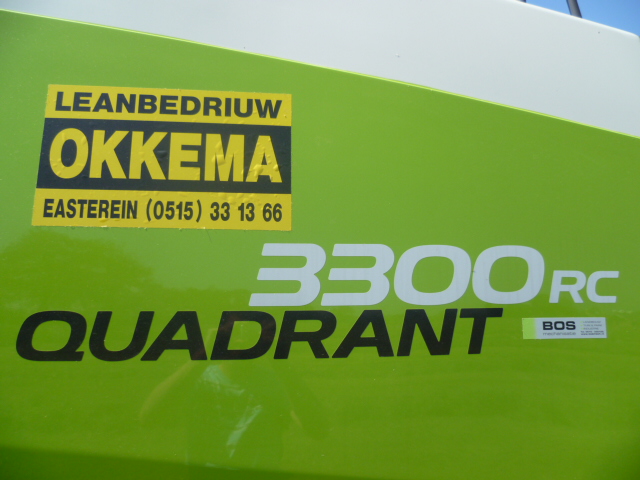 LEANBEDRIUW
OKKEMA
EASTEREIN (0515) 33 13 66
3300 RC
QUADRANT
BOS